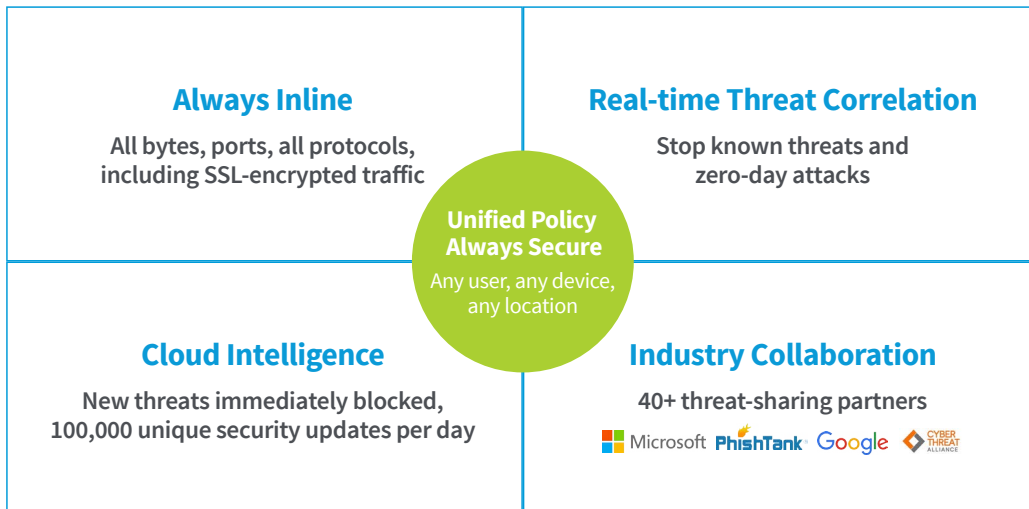 Always Inline
All bytes, ports, all protocols,
including SSL-encrypted traffic
Real-time Threat Correlation
Stop known threats and
zero-day attacks
Unified Policy
Always Secure
Any user, any device,
any location
Cloud Intelligence
New threats immediately blocked,
100,000 unique security updates per day
Industry Collaboration
40+ threat-sharing partners
Microsoft
PhishTank
Google
CYBER
THREAT
ALLIANCE